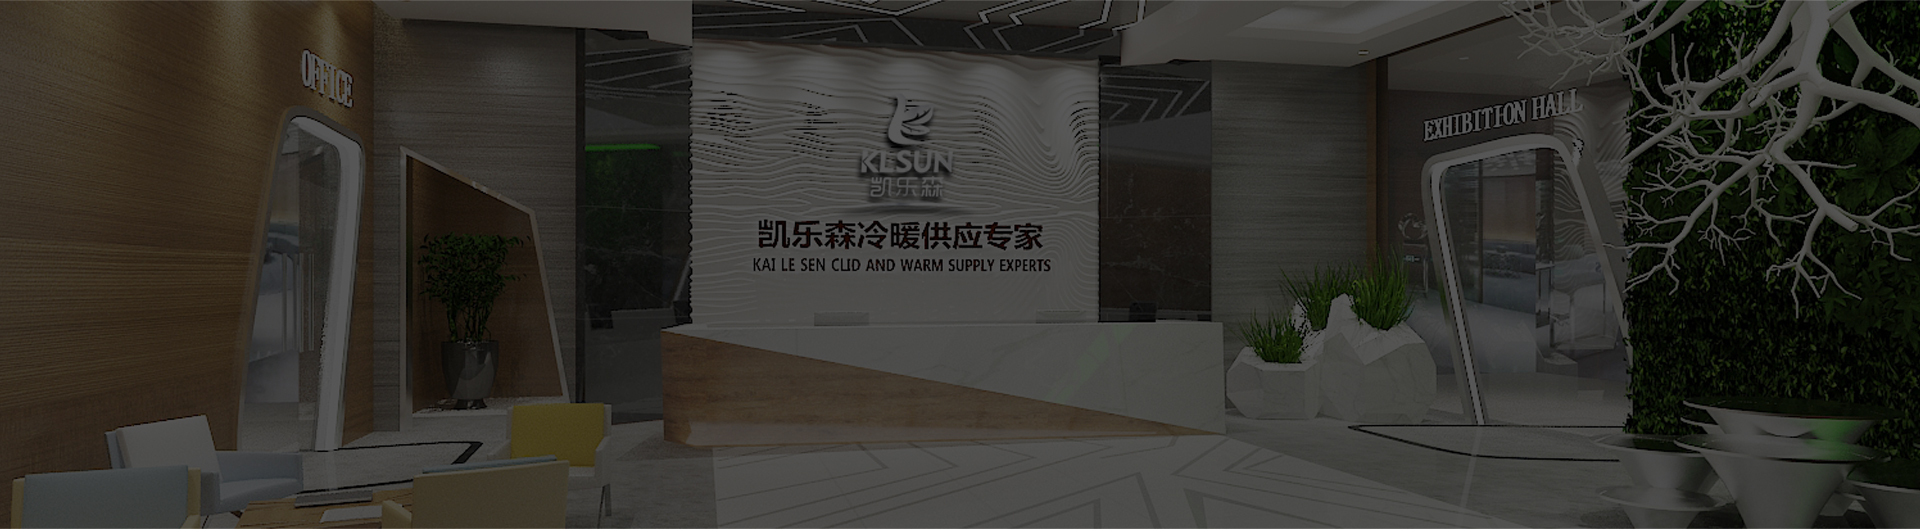 OFFICE
KLSUN
凯乐森
凯乐森冷暖供应专家
KAI LE SEN CLID AND WARM SUPPLY EXPERTS
EXHIBITION HALL